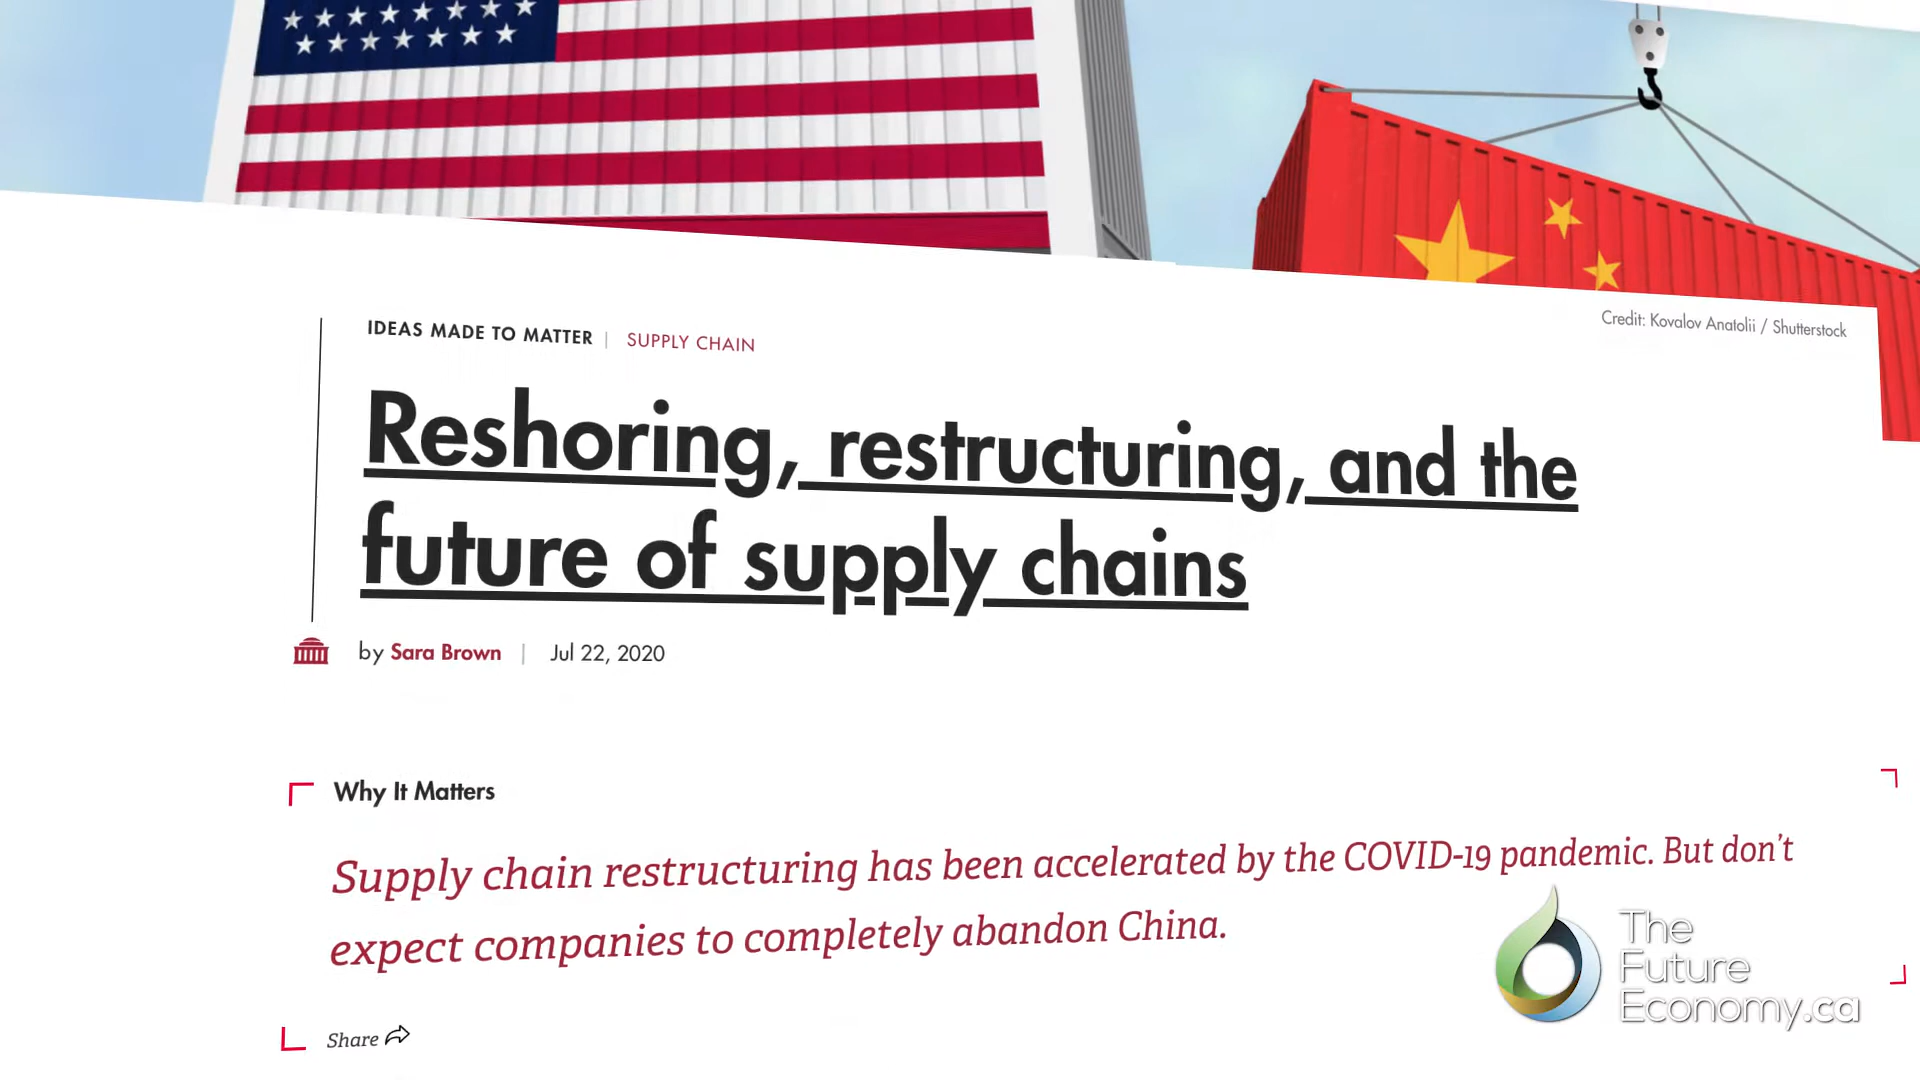 Credit: Kovalov Anatolii / Shutterstock
IDEAS MADE TO MATTER | SUPPLY CHAIN
Reshoring, restructuring, and the
future of supply chains
by Sara Brown | Jul 22, 2020
Why It Matters
Supply chain restructuring has been accelerated by the COVID-19 pandemic. But don't
expect companies to completely abandon China.
Share
The
Future
Economy.ca